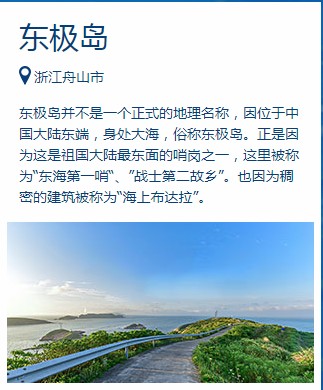 东极岛
浙江舟山市
东极岛并不是一个正式的地理名称，因位于中
国大陆东端，身处大海，俗称东极岛。正是因
为这是祖国大陆最东面的哨岗之一，这里被称
为“东海第一哨“、”战士第二故乡”。也因为稠
密的建筑被称为“海上布达拉”。